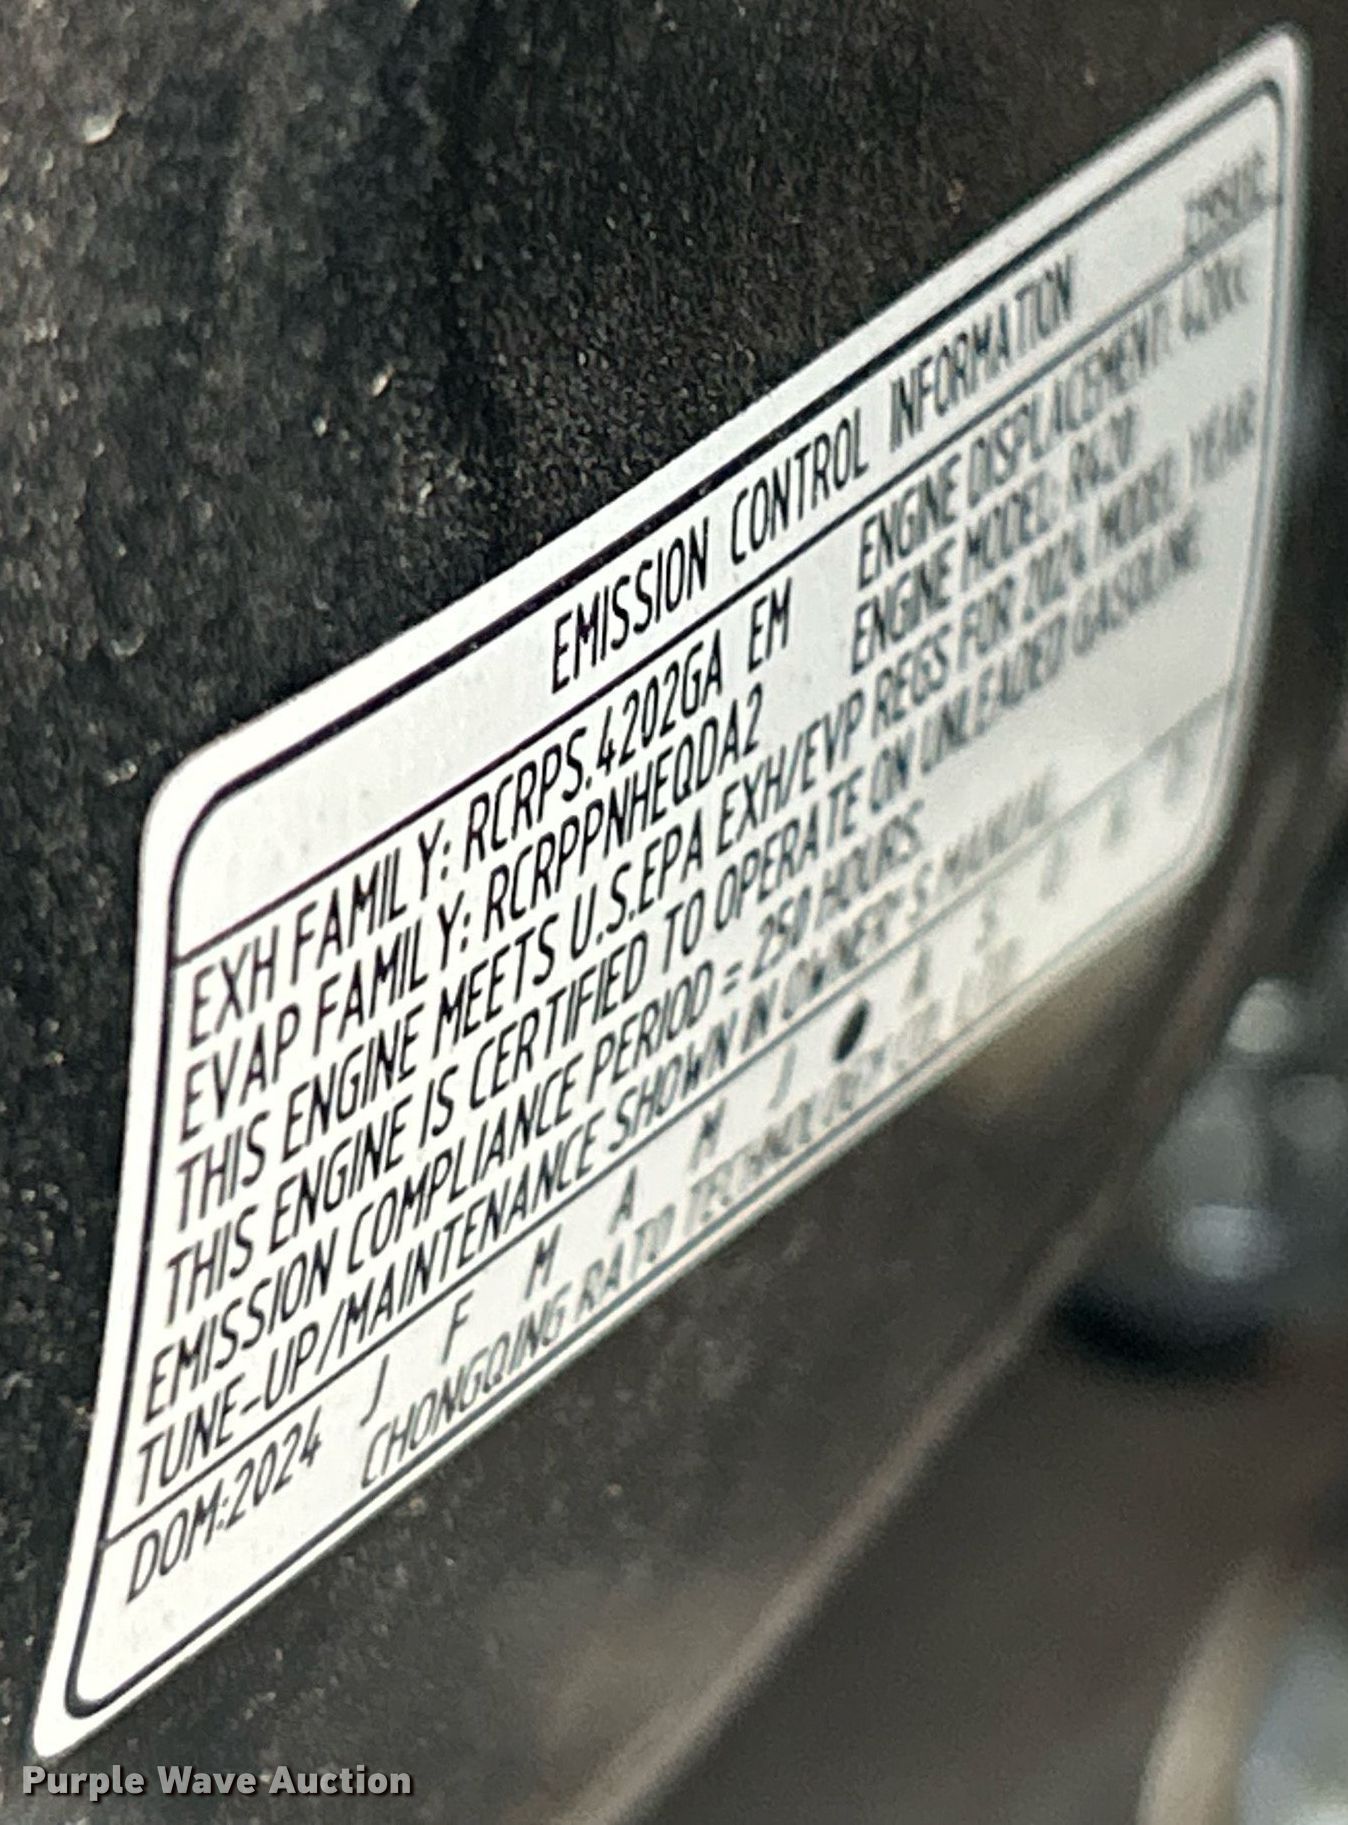 EMISSION CONTROL INFORMATION
EXH FAMILY: RCRPS.4202GA EM ENGINE DISPLACEMENT: 420cc
EVAP FAMILY: RCRPPNHEQDA2 ENGINE MODEL: R420
THIS ENGINE MEETS U.S.EPA EXH/EVP REGS FOR 2024 MODEL YEAR
THIS ENGINE IS CERTIFIED TO OPERATE ON UNLEADED GASOLINE
EMISSION COMPLIANCE PERIOD = 250 HOURS
TUNE-UP/MAINTENANCE SHOWN IN OWNER'S MANUAL
DOM:2024 J F M A M J ● A S
CHONGQING RATO TECHNOLOGY CO., LTD.
Purple Wave Auction